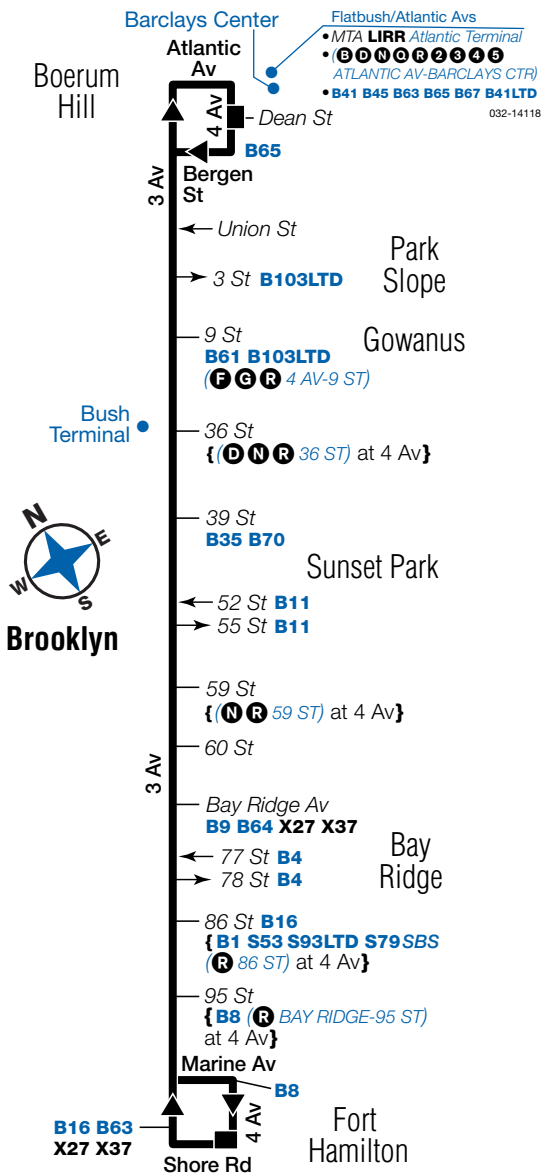 Barclays Center
Flatbush/Atlantic Avs
• MTA LIRR Atlantic Terminal
• (B D N Q R 2 3 4 5
ATLANTIC AV-BARCLAYS CTR)
• B41 B45 B63 B65 B67 B41LTD
032-14118
Atlantic
Av
Boerum
Hill
4 Av
Dean St
B65
Bergen
St
3 Av
Union St
Park
Slope
3 St B103LTD
Gowanus
9 St
B61 B103LTD
(F G R 4 AV-9 ST)
Bush
Terminal
36 St
{(D N R 36 ST) at 4 Av}
39 St
B35 B70
N
E
W
S
Brooklyn
Sunset Park
52 St B11
55 St B11
59 St
{(N R 59 ST) at 4 Av}
60 St
3 Av
Bay Ridge Av
B9 B64 X27 X37
Bay
Ridge
77 St B4
78 St B4
86 St B16
{B1 S53 S93LTD S79SBS
(R 86 ST) at 4 Av}
95 St
{B8 (R BAY RIDGE-95 ST)
at 4 Av}
Marine Av
B8
4 Av
B16 B63
X27 X37
Shore Rd
Fort
Hamilton